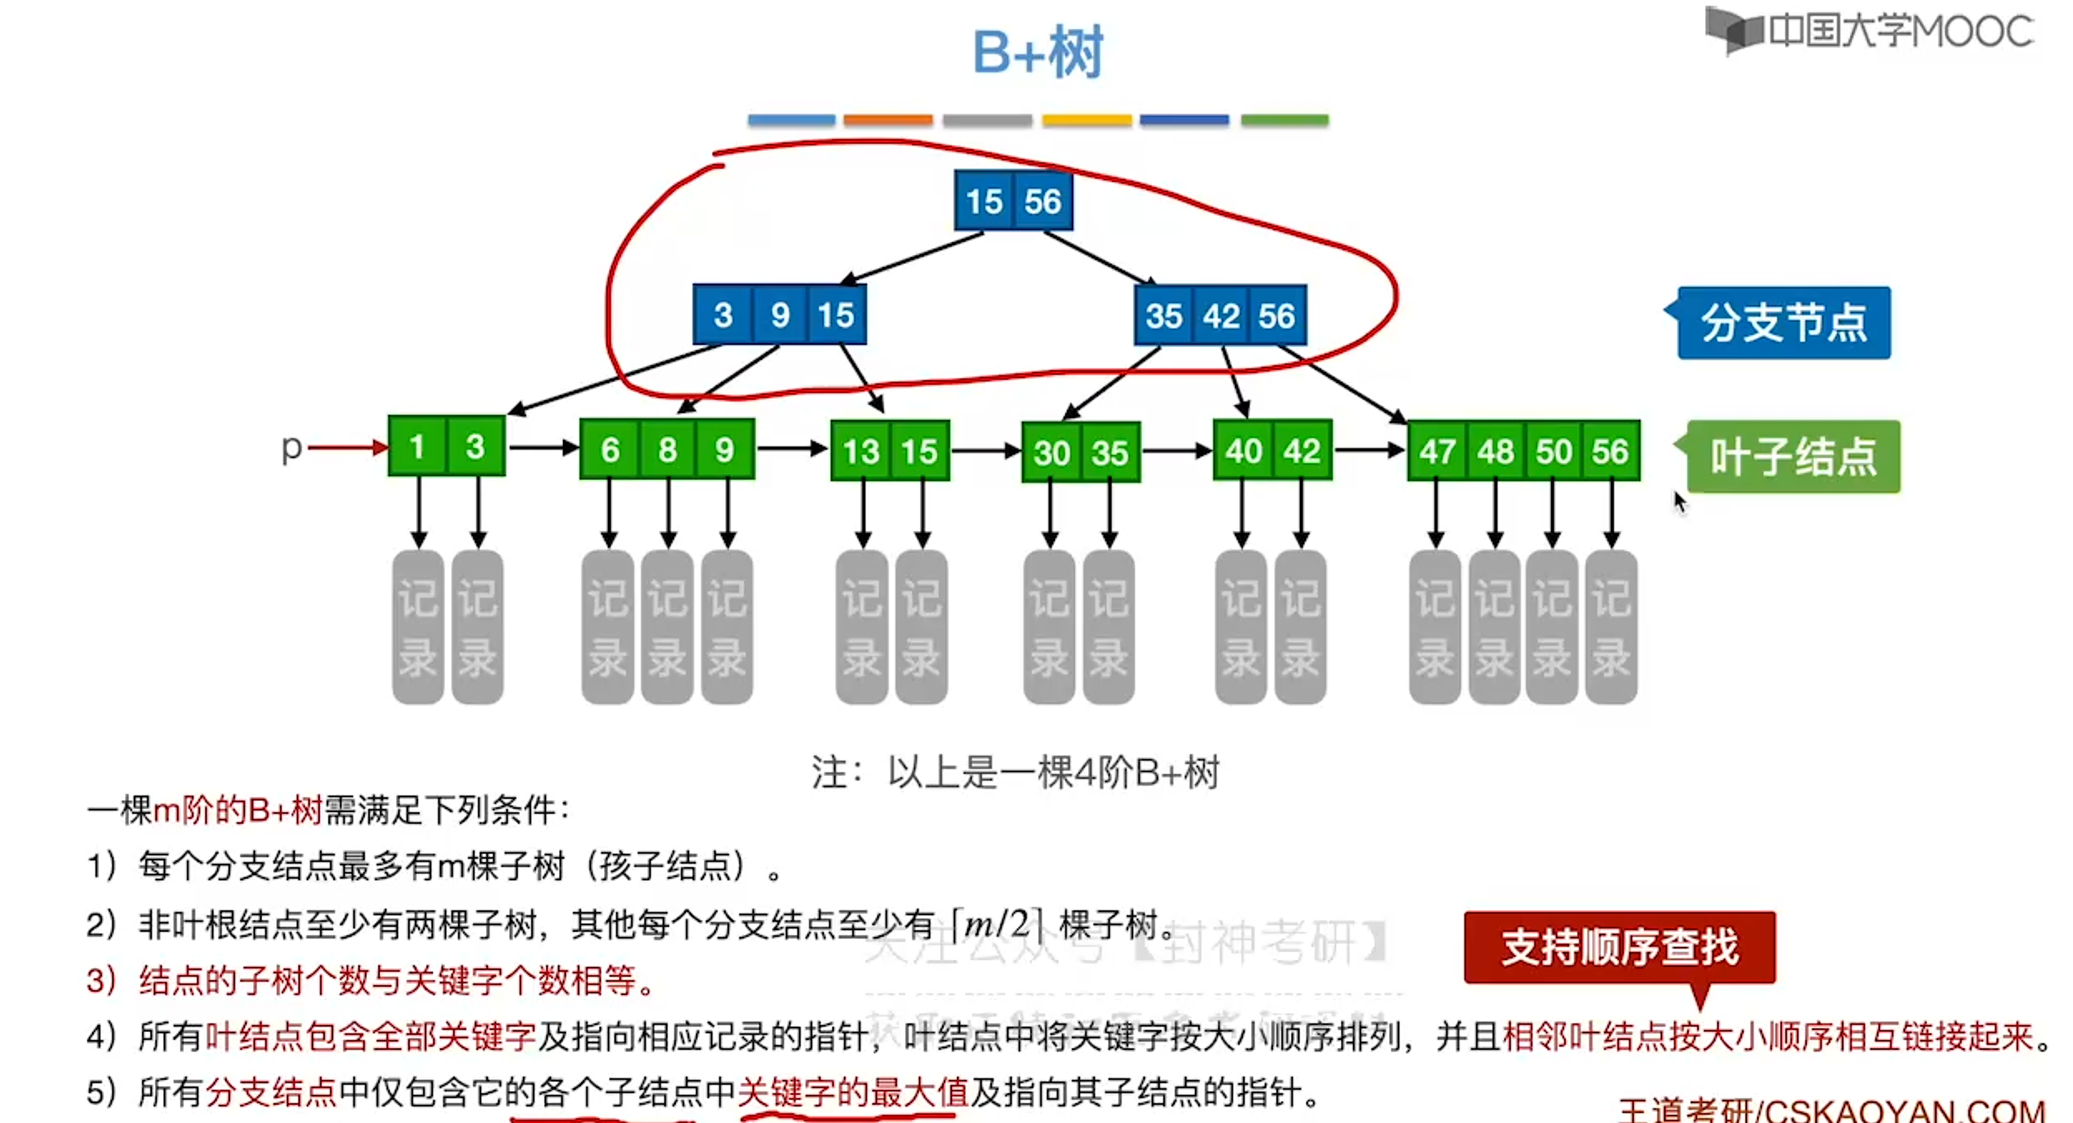 中国大学MOOC
B+树
15 56
3 9 15
35 42 56
分支节点
p
1 3
6 8 9
13 15
30 35
40 42
47 48 50 56
叶子结点
记录 记录 记录 记录 记录 记录 记录 记录 记录 记录 记录 记录 记录 记录 记录
注：以上是一棵4阶B+树
一棵m阶的B+树需满足下列条件：
1）每个分支结点最多有m棵子树（孩子结点）。
2）非叶根结点至少有两棵子树，其他每个分支结点至少有 ⌈m/2⌉ 棵子树。
关注公众号【封神考研】
支持顺序查找
3）结点的子树个数与关键字个数相等。
4）所有叶结点包含全部关键字及指向相应记录的指针，叶结点中将关键字按大小顺序排列，并且相邻叶结点按大小顺序相互链接起来。
5）所有分支结点中仅包含它的各个子结点中关键字的最大值及指向其子结点的指针。
王道考研/CSKAOYAN.COM